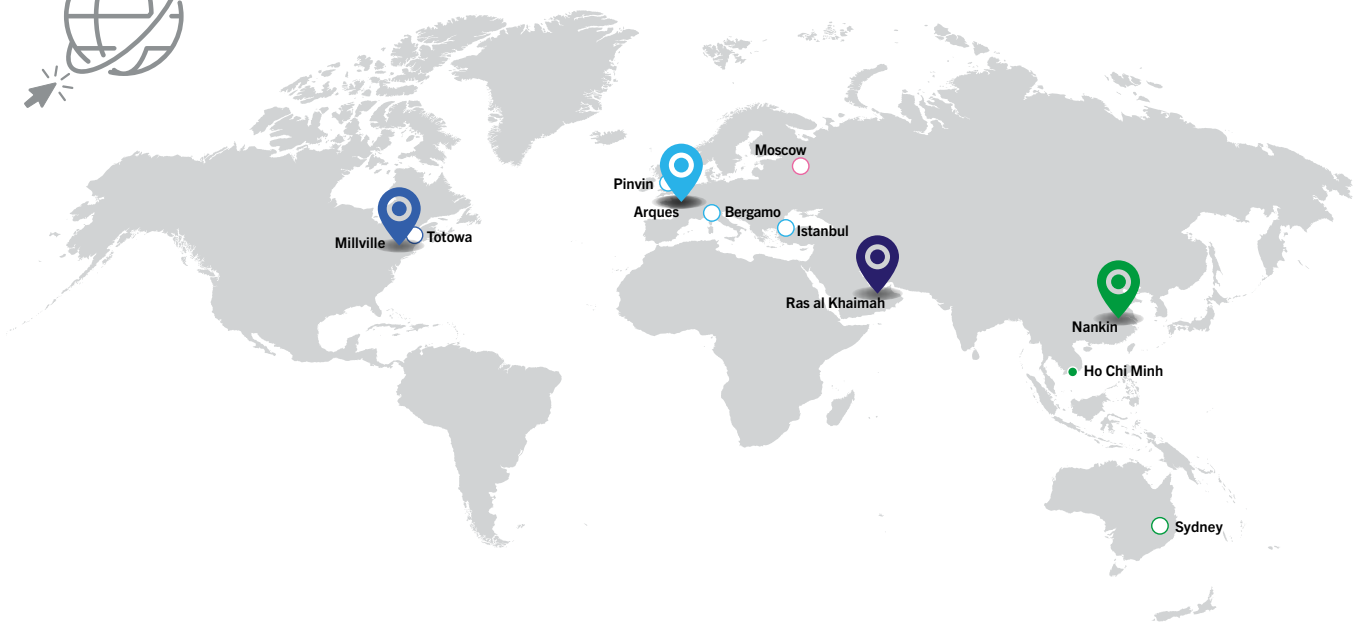 Moscow
Pinvin
Arques
Bergamo
Istanbul
Millville
Totowa
Ras al Khaimah
Nankin
Ho Chi Minh
Sydney